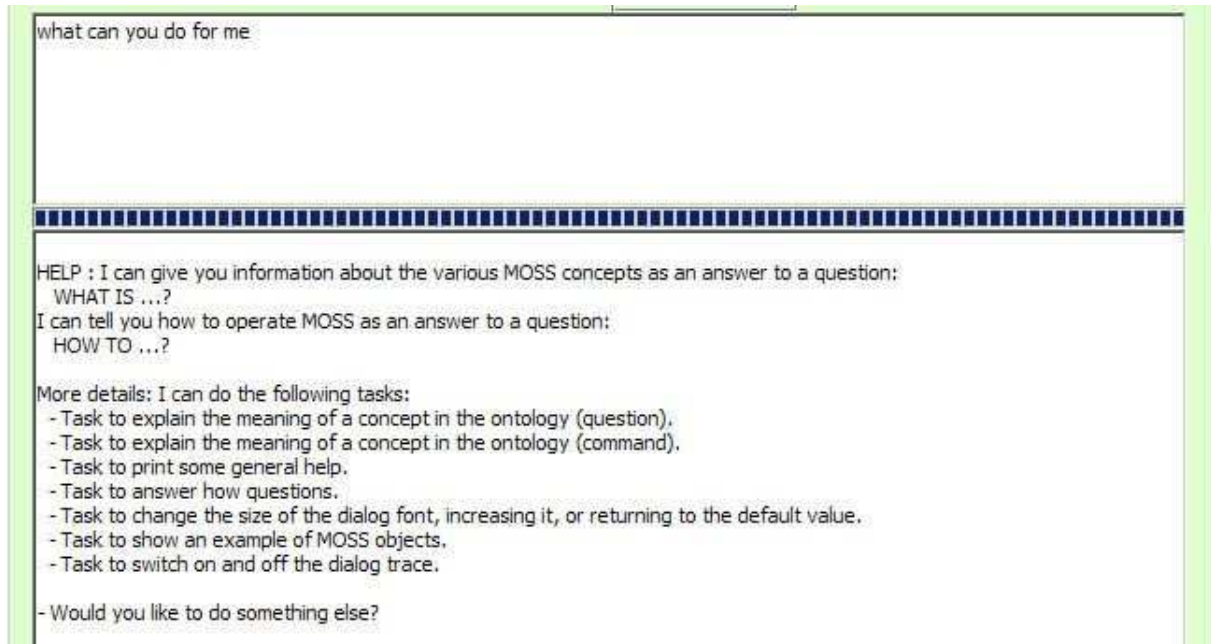 what can you do for me
HELP : I can give you information about the various MOSS concepts as an answer to a question:
WHAT IS ...?
I can tell you how to operate MOSS as an answer to a question:
HOW TO ...?
More details: I can do the following tasks:
- Task to explain the meaning of a concept in the ontology (question).
- Task to explain the meaning of a concept in the ontology (command).
- Task to print some general help.
- Task to answer how questions.
- Task to change the size of the dialog font, increasing it, or returning to the default value.
- Task to show an example of MOSS objects.
- Task to switch on and off the dialog trace.
- Would you like to do something else?